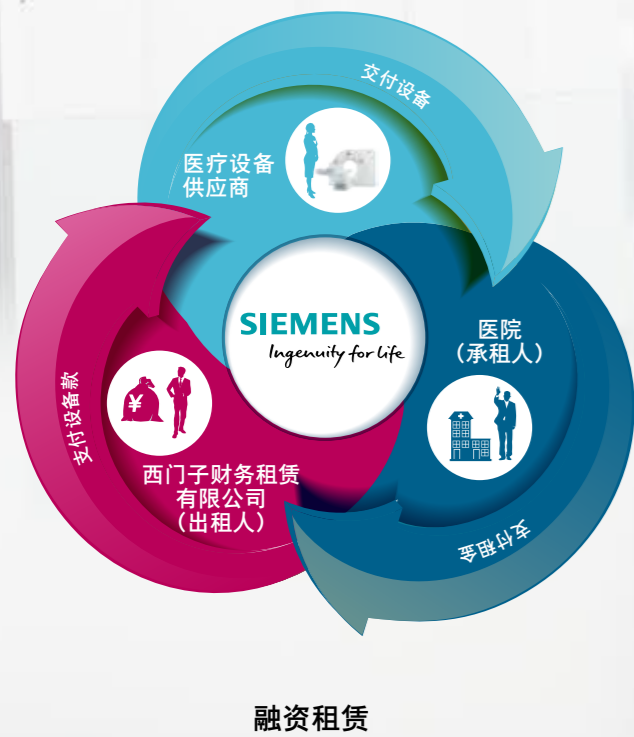 交付设备
医疗设备
供应商
SIEMENS
Ingenuity for life
医院
（承租人）
支付设备款
¥
西门子财务租赁
有限公司
（出租人）
支付租金
融资租赁